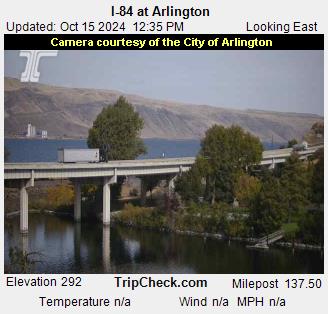 I-84 at Arlington
Updated: Oct 15 2024 12:35 PM Looking East
Camera courtesy of the City of Arlington
Elevation 292 TripCheck.com Milepost 137.50
Temperature n/a Wind n/a MPH n/a